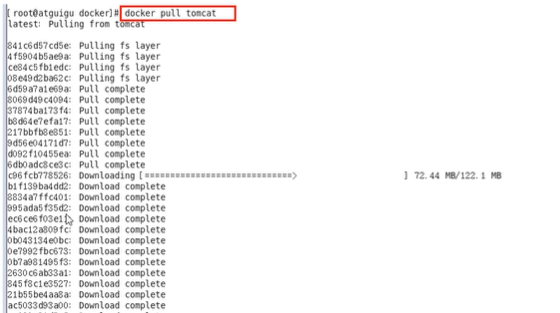 [root@atguigu docker]# docker pull tomcat
latest: Pulling from tomcat
841c6d57cd5e: Pulling fs layer
4f5904b5ae9a: Pulling fs layer
ce84c5fb1edc: Pulling fs layer
08e49d2ba62c: Pulling fs layer
6d59a7a1e69a: Pull complete
8069d49c4094: Pull complete
37874ba173f4: Pull complete
b8d64e7efa17: Pull complete
217bbfb8e851: Pull complete
9d56e04171d7: Pull complete
d092f10455ea: Pull complete
6db0adc8ce3c: Pull complete
c96fcb778526: Downloading [=============================>                    ] 72.44 MB/122.1 MB
b1f139ba4dd2: Download complete
8834a7ffc401: Download complete
995ada5f35d2: Download complete
Download complete
4bac12a809fc: Download complete
0b043134e0bc: Download complete
0e7992fbc673: Download complete
0b7a981495f3: Download complete
2630c6ab33a1: Download complete
845f8c1e3527: Download complete
21b55be4aa8a: Download complete
ac5033d93a00: Download complete